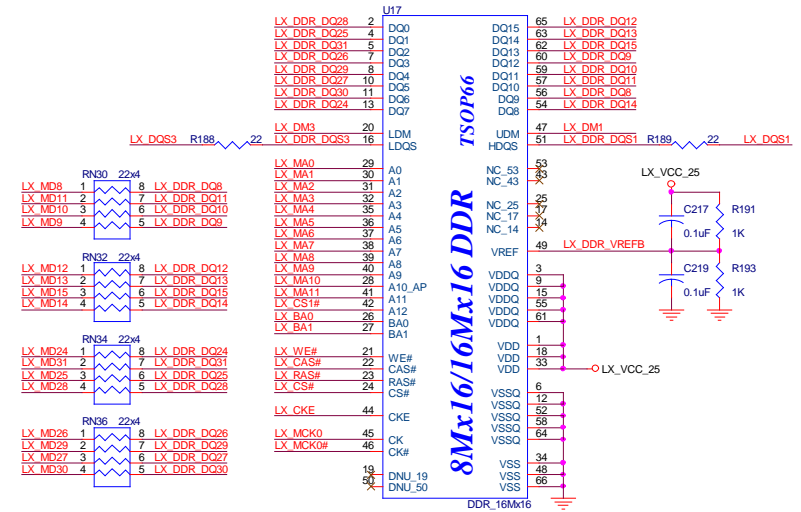 U17
LX_DDR_DQ28 2 DQ0 DQ15 65 LX_DDR_DQ12
LX_DDR_DQ25 4 DQ1 DQ14 63 LX_DDR_DQ13
LX_DDR_DQ31 5 DQ2 DQ13 62 LX_DDR_DQ15
LX_DDR_DQ26 7 DQ3 DQ12 60 LX_DDR_DQ9
LX_DDR_DQ29 8 DQ4 DQ11 59 LX_DDR_DQ10
LX_DDR_DQ27 10 DQ5 DQ10 57 LX_DDR_DQ11
LX_DDR_DQ30 11 DQ6 DQ9 56 LX_DDR_DQ8
LX_DDR_DQ24 13 DQ7 DQ8 54 LX_DDR_DQ14
TSOP66
LX_DM3 20 LDM UDM 47 LX_DM1
LX_DQS3 R188 22 LX_DDR_DQS3 16 LDQS HDQS 51 LX_DDR_DQS1 R189 22 LX_DQS1
LX_MA0 29 A0 NC_53 53
LX_MA1 30 A1 NC_43 43
LX_MA2 31 A2
LX_MA3 32 A3 NC_25 25
LX_MA4 35 A4 NC_17 17
LX_MA5 36 A5 NC_14 14
LX_MA6 37 A6
LX_MA7 38 A7 VREF 49 LX_DDR_VREFB
LX_MA8 39 A8
LX_MA9 40 A9 VDDQ 3
LX_MA10 28 A10_AP VDDQ 9
LX_MA11 41 A11 VDDQ 15
LX_CS1# 42 A12 VDDQ 55
LX_BA0 26 BA0 VDDQ 61
LX_BA1 27 BA1
VDD 1
LX_WE# 21 WE# VDD 18
LX_CAS# 22 CAS# VDD 33 LX_VCC_25
LX_RAS# 23 RAS#
LX_CS# 24 CS# VSSQ 6
VSSQ 12
LX_CKE 44 CKE VSSQ 52
VSSQ 58
LX_MCK0 45 CK VSSQ 64
LX_MCK0# 46 CK#
VSS 34
19 DNU_19 VSS 48
50 DNU_50 VSS 66
8Mx16/16Mx16 DDR
DDR_16Mx16
LX_VCC_25
C217 R191
0.1uF 1K
C219 R193
0.1uF 1K
RN30 22x4
LX_MD8 1 8 LX_DDR_DQ8
LX_MD11 2 7 LX_DDR_DQ11
LX_MD10 3 6 LX_DDR_DQ10
LX_MD9 4 5 LX_DDR_DQ9
RN32 22x4
LX_MD12 1 8 LX_DDR_DQ12
LX_MD13 2 7 LX_DDR_DQ13
LX_MD15 3 6 LX_DDR_DQ15
LX_MD14 4 5 LX_DDR_DQ14
RN34 22x4
LX_MD24 1 8 LX_DDR_DQ24
LX_MD31 2 7 LX_DDR_DQ31
LX_MD25 3 6 LX_DDR_DQ25
LX_MD28 4 5 LX_DDR_DQ28
RN36 22x4
LX_MD26 1 8 LX_DDR_DQ26
LX_MD29 2 7 LX_DDR_DQ29
LX_MD27 3 6 LX_DDR_DQ27
LX_MD30 4 5 LX_DDR_DQ30